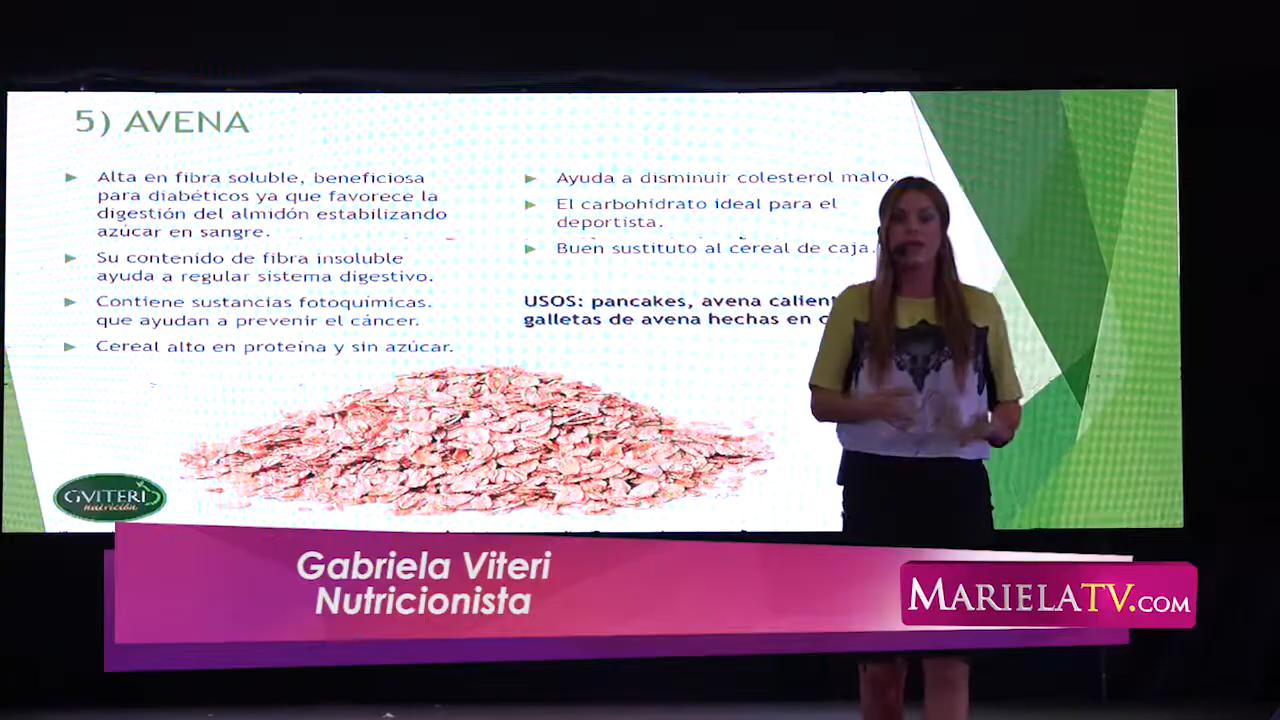 5) AVENA
Alta en fibra soluble, beneficiosa
para diabéticos ya que favorece la
digestión del almidón estabilizando
azúcar en sangre.
Su contenido de fibra insoluble
ayuda a regular sistema digestivo.
Contiene sustancias fotoquímicas.
que ayudan a prevenir el cáncer.
Cereal alto en proteína y sin azúcar.
Ayuda a disminuir colesterol malo.
El carbohidrato ideal para el
deportista.
Buen sustituto al cereal de caja.
USOS: pancakes, avena
galletas de avena hechas en
GVITERI
nutrición
Gabriela Viteri
Nutricionista
MARIELATV.COM